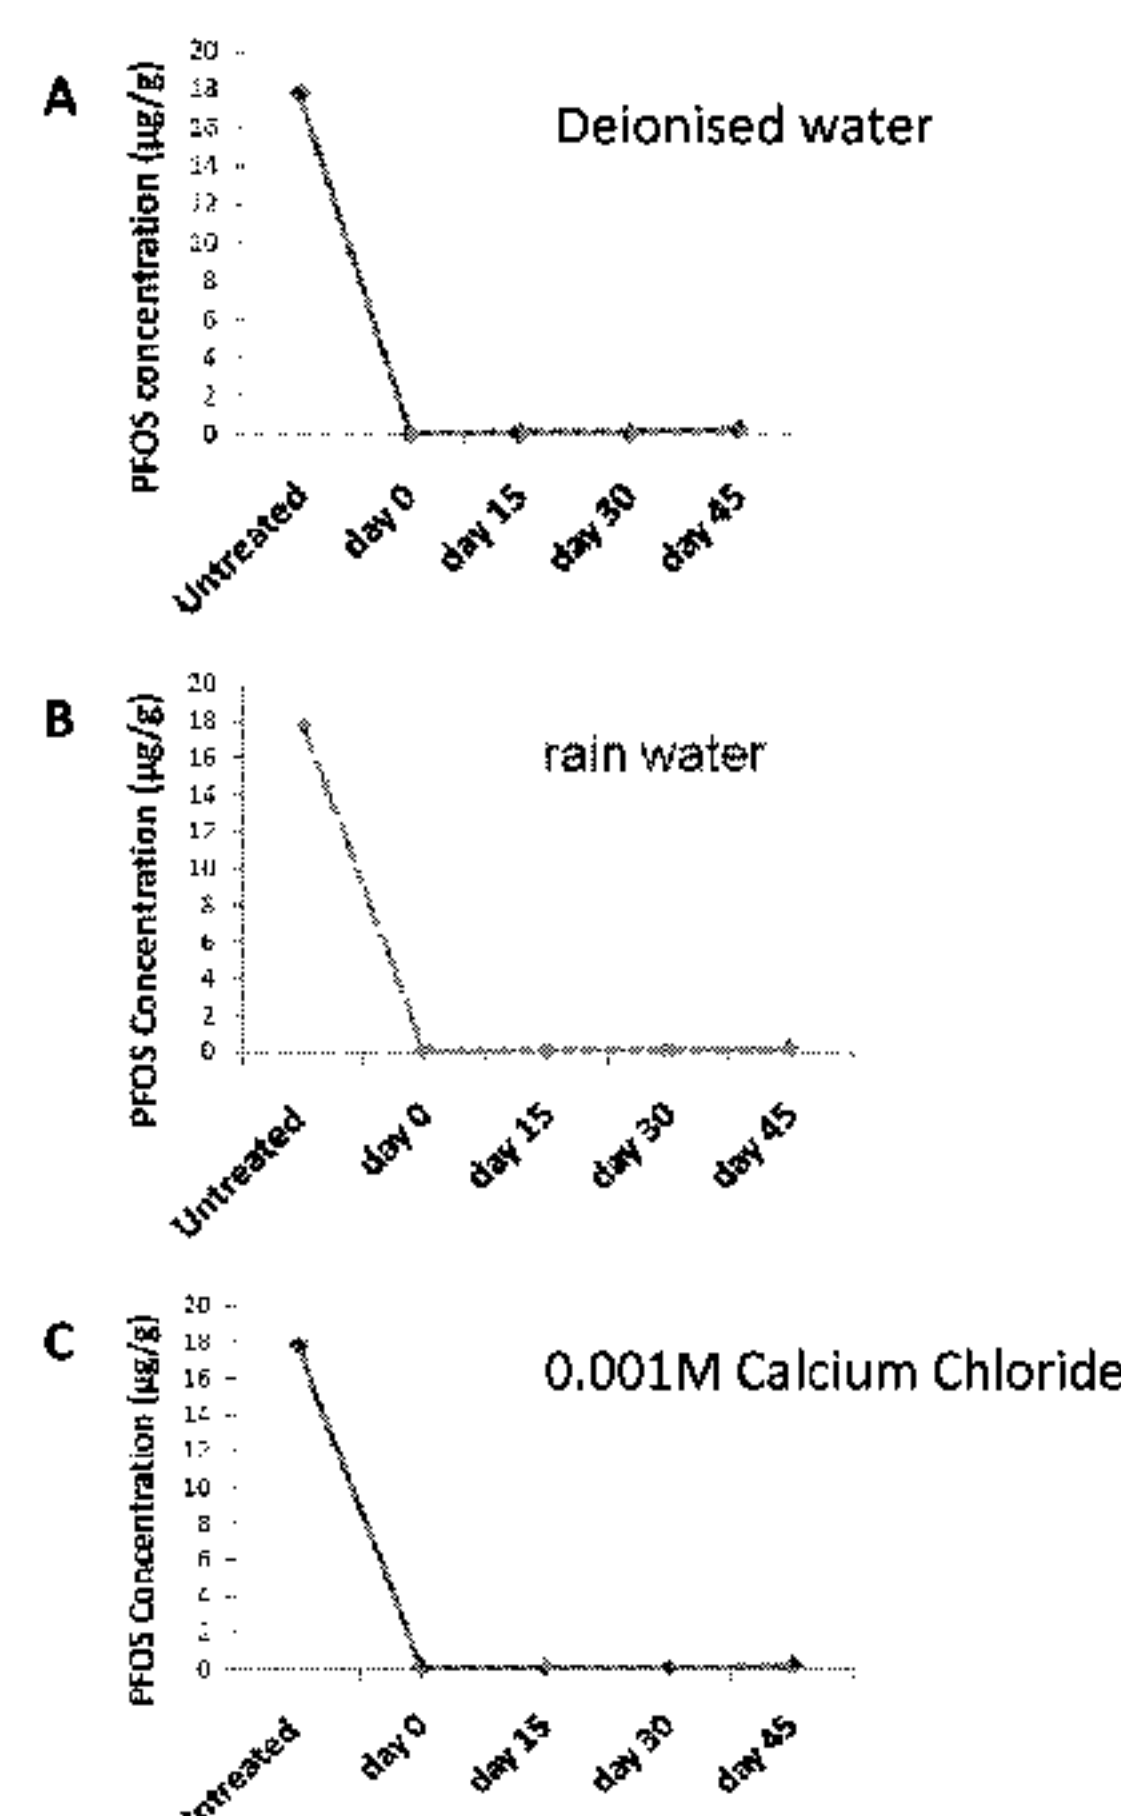 A
PFOS concentration (µg/g)
20
18
16
14
12
10
8
6
4
2
0
Deionised water
Untreated
day 0
day 15
day 30
day 45
B
PFOS Concentration (µg/g)
20
18
16
14
12
10
8
6
4
2
0
rain water
Untreated
day 0
day 15
day 30
day 45
C
PFOS Concentration (µg/g)
20
18
16
14
12
10
8
6
4
2
0
0.001M Calcium Chloride
ntreated
day 0
day 15
day 30
day 45